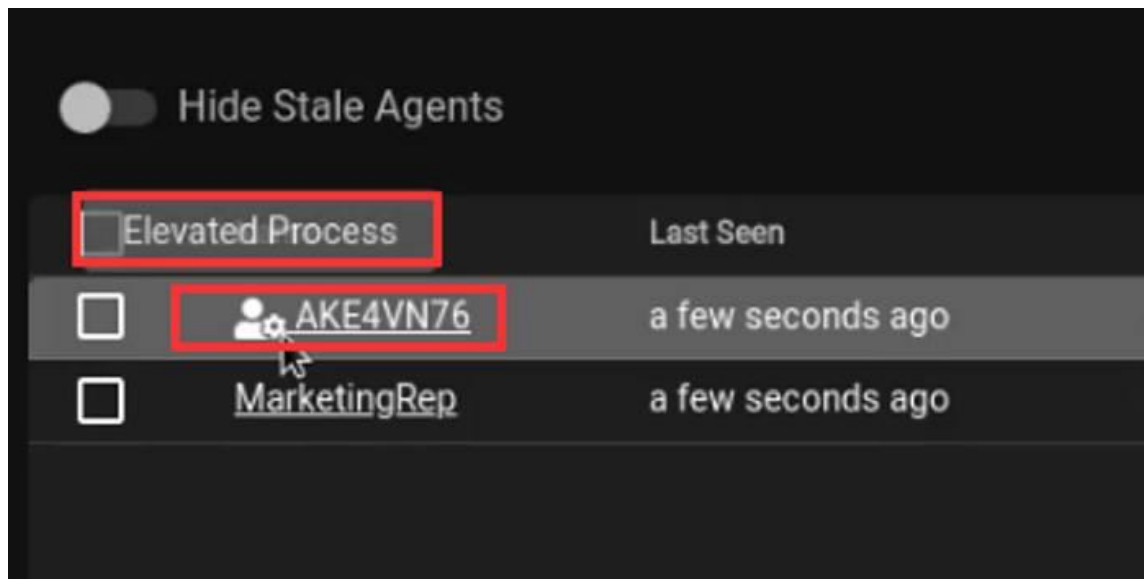 Hide Stale Agents
Elevated Process Last Seen
AKE4VN76 a few seconds ago
MarketingRep a few seconds ago